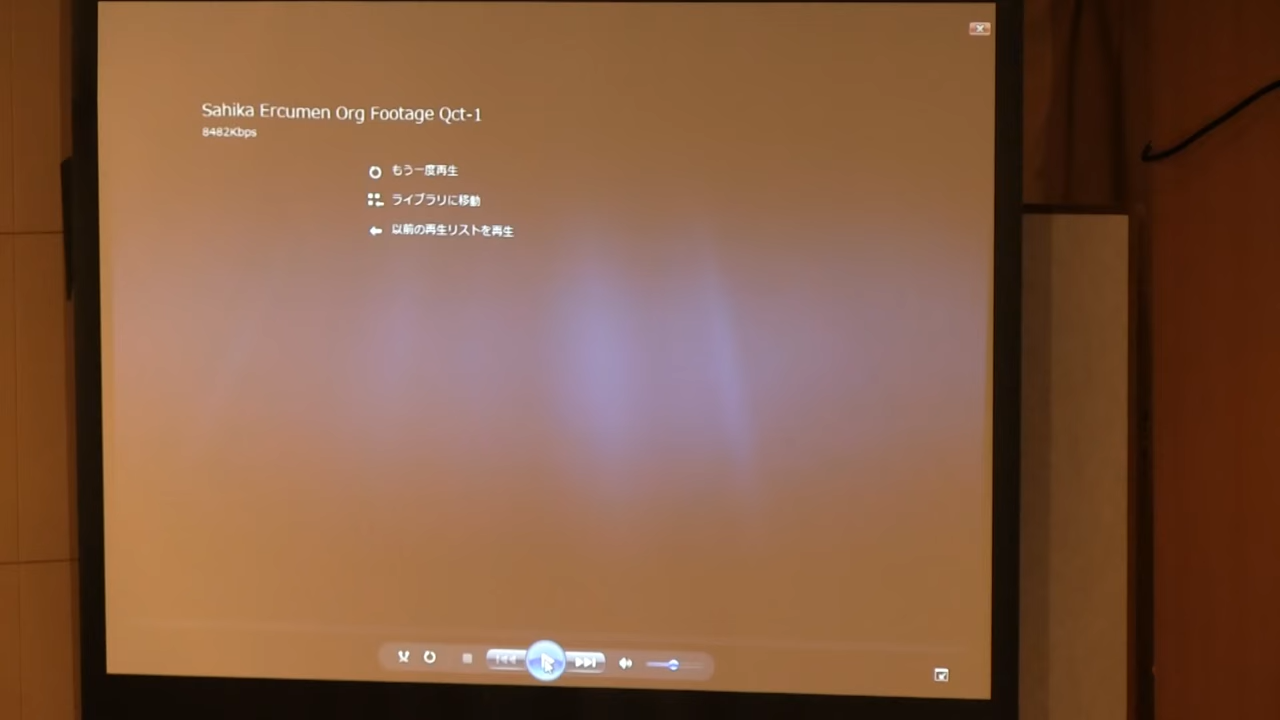 Sahika Ercumen Org Footage Qct-1
8482Kbps
もう一度再生
ライブラリに移動
以前の再生リストを再生